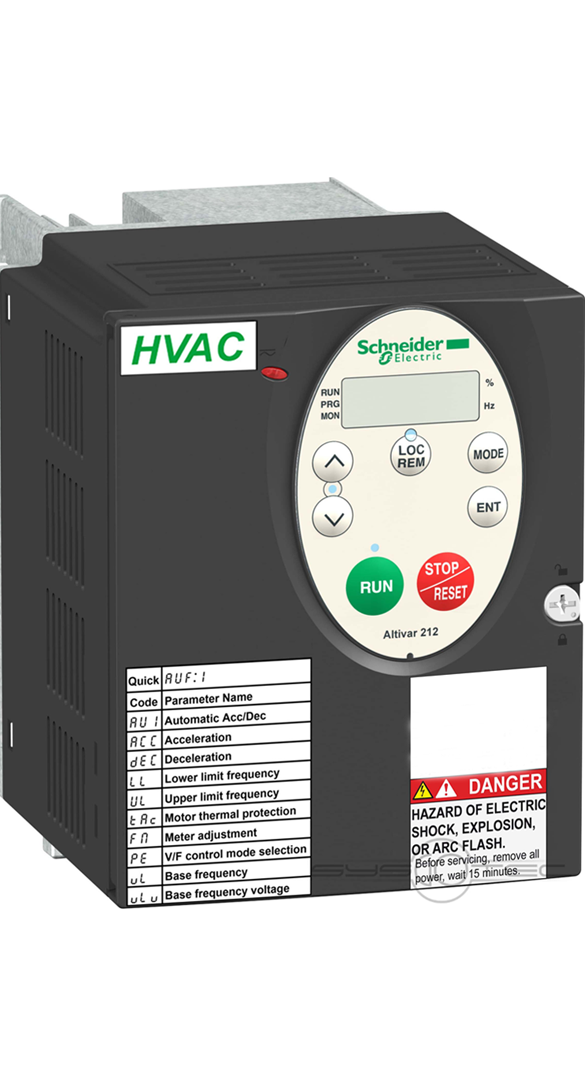 HVAC
Schneider
Electric
RUN
PRG
MON
%
Hz
LOC
REM
MODE
ENT
RUN
STOP
RESET
Altivar 212
Quick AUF:1
Code Parameter Name
AU1 Automatic Acc/Dec
ACC Acceleration
dEC Deceleration
LL Lower limit frequency
UL Upper limit frequency
tHc Motor thermal protection
FM Meter adjustment
PE V/F control mode selection
uL Base frequency
uLu Base frequency voltage
DANGER
HAZARD OF ELECTRIC
SHOCK, EXPLOSION,
OR ARC FLASH.
Before servicing, remove all
power, wait 15 minutes.